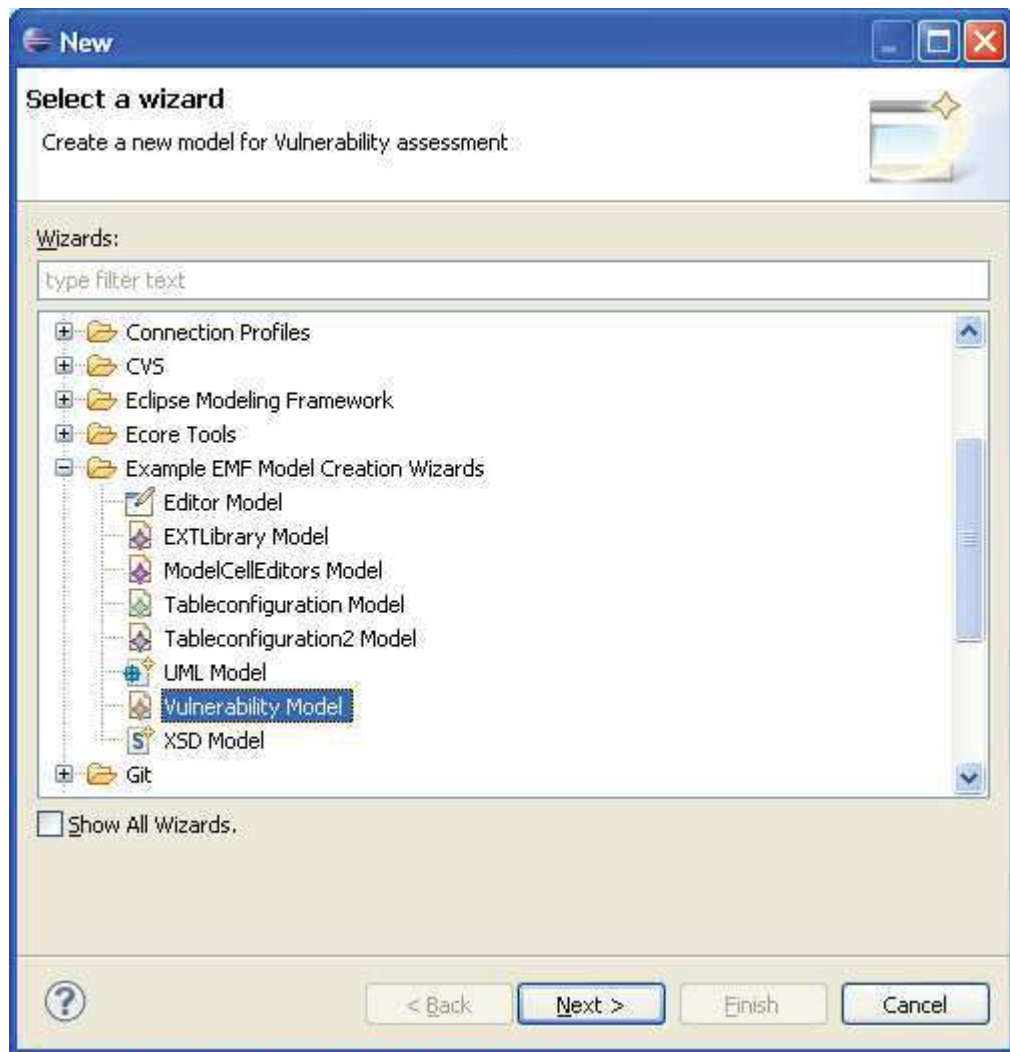 New
Select a wizard
Create a new model for Vulnerability assessment
Wizards:
type filter text
Connection Profiles
CVS
Eclipse Modeling Framework
Ecore Tools
Example EMF Model Creation Wizards
Editor Model
EXTLibrary Model
ModelCellEditors Model
Tableconfiguration Model
Tableconfiguration2 Model
UML Model
Vulnerability Model
XSD Model
Git
Show All Wizards.
? < Back Next > Finish Cancel